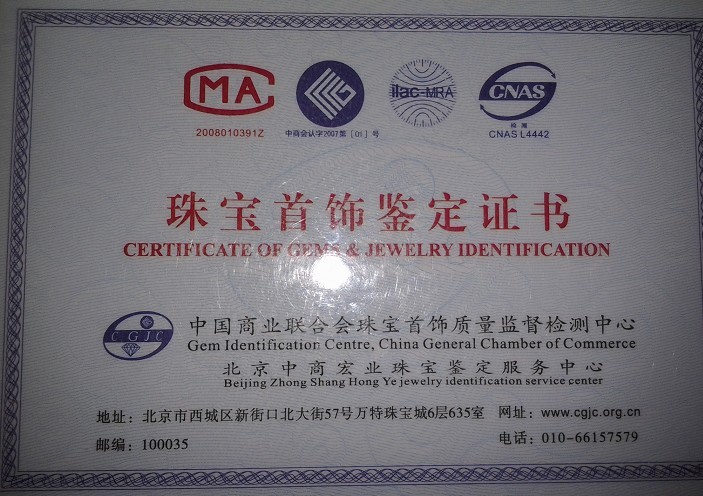 CMA
ilac-MRA
CNAS
2008010391Z
中商会认字2007第[01]号
检测
CNAS L4442
珠宝首饰鉴定证书
CERTIFICATE OF GEMS & JEWELRY IDENTIFICATION
CGJC
中国商业联合会珠宝首饰质量监督检测中心
Gem Identification Centre, China General Chamber of Commerce
北京中商宏业珠宝鉴定服务中心
Beijing Zhong Shang Hong Ye jewelry identification service center
地址：北京市西城区新街口北大街57号万特珠宝城6层635室 网址：www.cgjc.org.cn
邮编：100035 电话：010-66157579